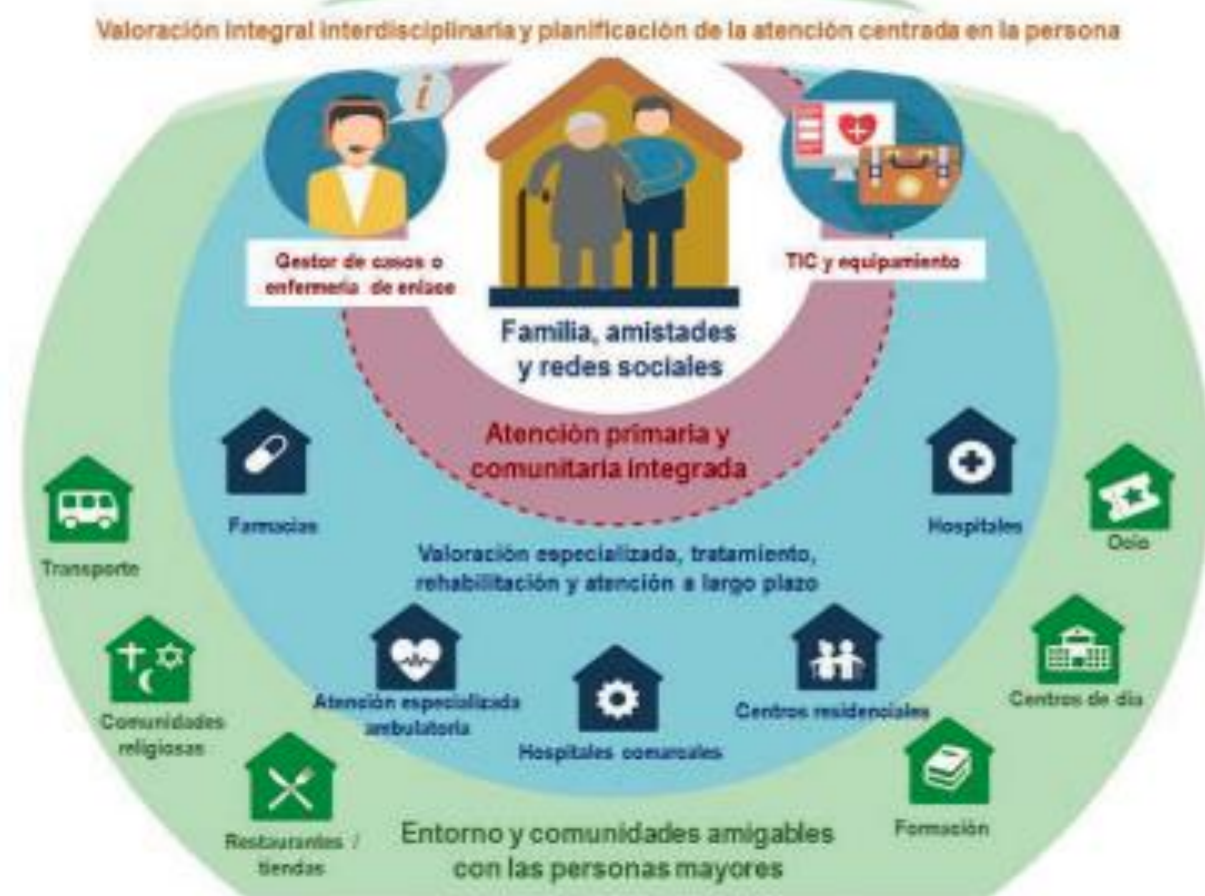 Valoración integral interdisciplinaria y planificación de la atención centrada en la persona
Gestor de casos o
enfermería de enlace
TIC y equipamiento
Familia, amistades
y redes sociales
Atención primaria y
comunitaria integrada
Farmacias
Hospitales
Transporte
Ocio
Valoración especializada, tratamiento,
rehabilitación y atención a largo plazo
Atención especializada
ambulatoria
Hospitales comarcales
Centros residenciales
Centros de día
Comunidades
religiosas
Restaurantes /
tiendas
Formación
Entorno y comunidades amigables
con las personas mayores